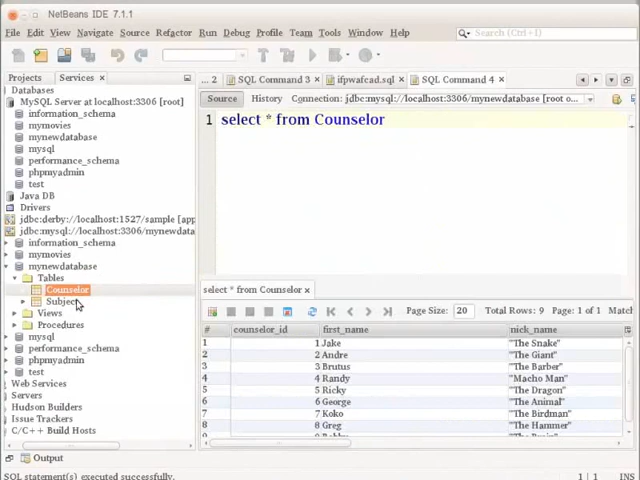 NetBeans IDE 7.1.1
File Edit View Navigate Source Refactor Run Debug Profile Team Tools Window Help
Search (Ctrl+I)
Projects Services
... 2 SQL Command 3 ifpwafcad.sql SQL Command 4
Databases
MySQL Server at localhost:3306 [root]
information_schema
mymovies
mynewdatabase
mysql
performance_schema
phpmyadmin
test
Java DB
Drivers
jdbc:derby://localhost:1527/sample [app
jdbc:mysql://localhost:3306/mynewdata
information_schema
mymovies
mynewdatabase
Tables
Counselor
Subject
Views
Procedures
mysql
performance_schema
phpmyadmin
test
Web Services
Servers
Hudson Builders
Issue Trackers
C/C++ Build Hosts
Source History Connection: jdbc:mysql://localhost:3306/mynewdatabase [root o...
1 select * from Counselor
select * from Counselor
Page Size: 20 Total Rows: 9 Page: 1 of 1 Match
# counselor_id first_name nick_name
1 1 Jake "The Snake"
2 2 Andre "The Giant"
3 3 Brutus "The Barber"
4 4 Randy "Macho Man"
5 5 Ricky "The Dragon"
6 6 George "The Animal"
7 7 Koko "The Birdman"
8 8 Greg "The Hammer"
Output
SQL statement(s) executed successfully.
1 | 1 INS